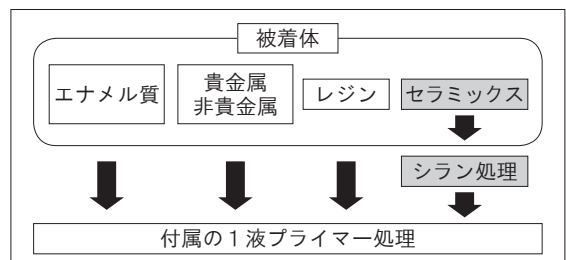 被着体
エナメル質
貴金属
非貴金属
レジン
セラミックス
シラン処理
付属の1液プライマー処理